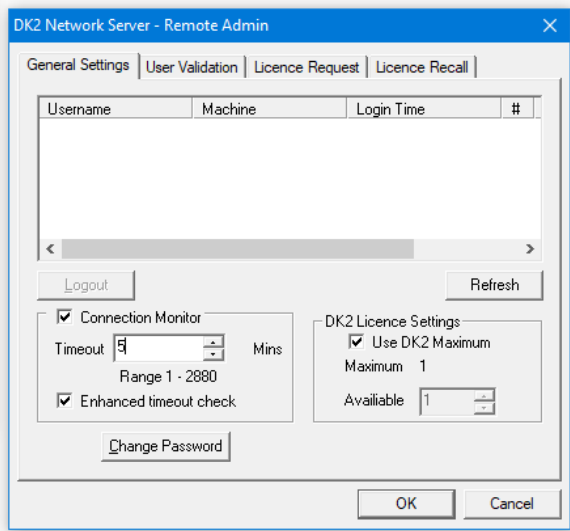 DK2 Network Server - Remote Admin
General Settings User Validation Licence Request Licence Recall
Username Machine Login Time #
Logout Refresh
Connection Monitor
Timeout 5 Mins
Range 1 - 2880
Enhanced timeout check
DK2 Licence Settings
Use DK2 Maximum
Maximum 1
Availiable 1
Change Password
OK Cancel